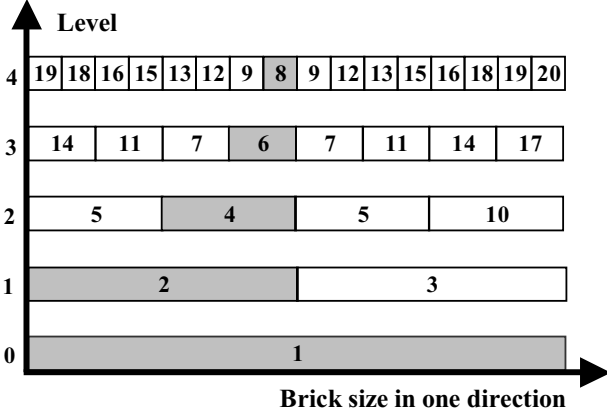 Level
4 19 18 16 15 13 12 9 8 9 12 13 15 16 18 19 20
3 14 11 7 6 7 11 14 17
2 5 4 5 10
1 2 3
0 1
Brick size in one direction